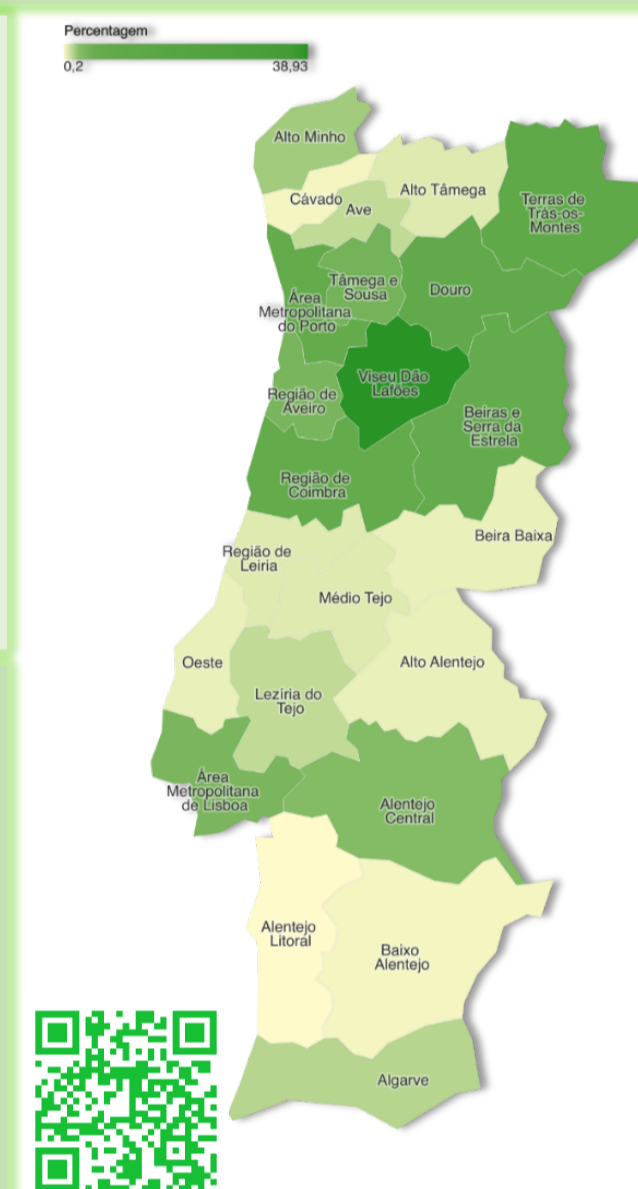 Percentagem
0,2 38,93
Alto Minho
Cávado
Ave
Alto Tâmega
Terras de
Trás-os-
Montes
Tâmega e
Sousa
Douro
Área
Metropolitana
do Porto
Viseu Dão
Lafões
Região de
Aveiro
Beiras e
Serra da
Estrela
Região de
Coimbra
Beira Baixa
Região de
Leiria
Médio Tejo
Oeste
Alto Alentejo
Lezíria do
Tejo
Área
Metropolitana
de Lisboa
Alentejo
Central
Alentejo
Litoral
Baixo
Alentejo
Algarve